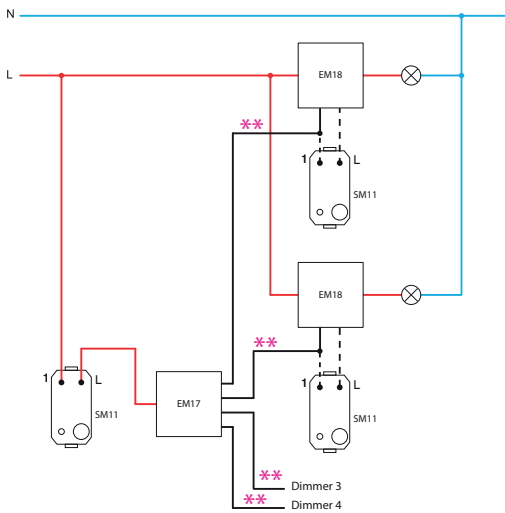 N
L
EM18
**
1 L
SM11
EM18
**
1 L
SM11
1 L
SM11
EM17
**
Dimmer 3
**
Dimmer 4